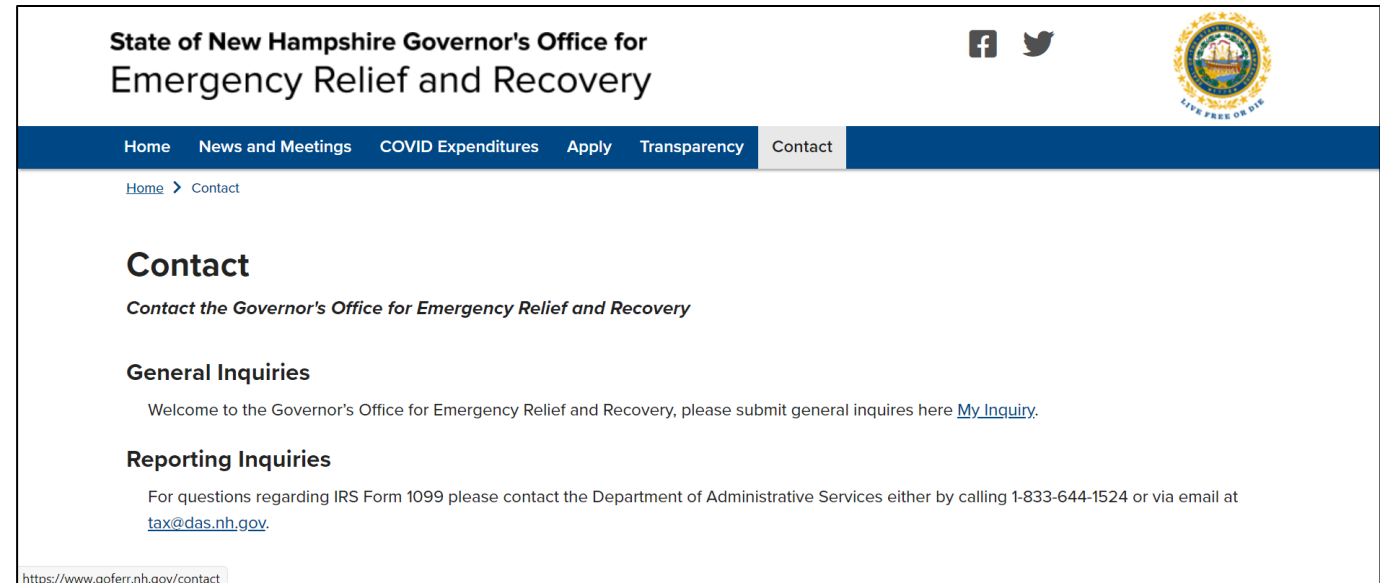 State of New Hampshire Governor's Office for
Emergency Relief and Recovery
LIVE FREE OR DIE
Home News and Meetings COVID Expenditures Apply Transparency Contact
Home Contact
Contact
Contact the Governor's Office for Emergency Relief and Recovery
General Inquiries
Welcome to the Governor’s Office for Emergency Relief and Recovery, please submit general inquires here My Inquiry.
Reporting Inquiries
For questions regarding IRS Form 1099 please contact the Department of Administrative Services either by calling 1-833-644-1524 or via email at
tax@das.nh.gov.
https://www.goferr.nh.gov/contact